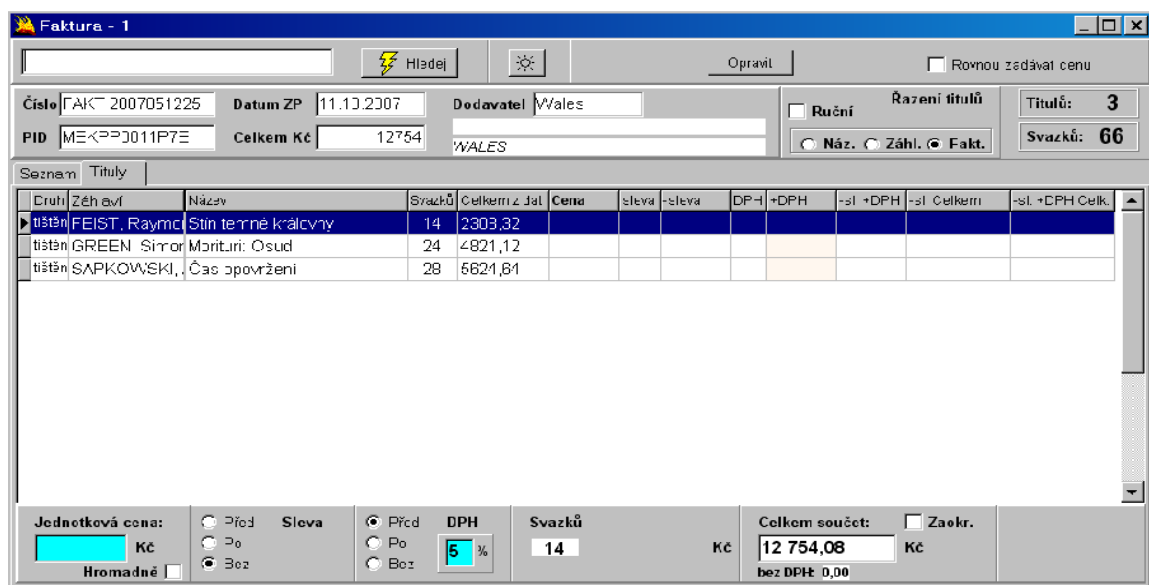 Faktura - 1
Hledej Opravit Rovnou zadávat cenu
Číslo FAKT 2007051225 Datum ZP 11.10.2007 Dodavatel Wales Ruční Řazení titulů Titulů: 3
PID Celkem Kč 12754 WALES Náz. Záhl. Fakt. Svazků: 66
Seznam Tituly
Druh Záhlaví Název Svazků Celkem z dat Cena sleva -sleva DPH +DPH -sl. +DPH -sl. Celkem -sl. +DPH Celk.
tištěn FEIST, Raymo Stín temné královny 14 2308,32
tištěn GREEN Simon Morituri: Osud 24 4821,12
tištěn SAPKOWSKI, . Čas opovržení 28 5624,64
Jednotková cena: Před Sleva Před DPH Svazků Celkem součet: Zaokr.
Kč Po Po 5 % 14 Kč 12 754,08 Kč
Hromadně Bez Bez bez DPH: 0,00